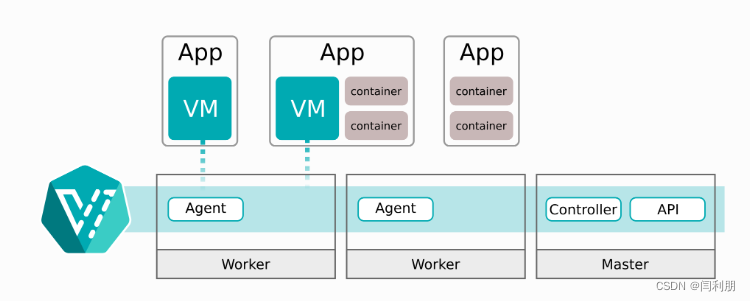 App
App
App
VM
VM
container
container
container
container
Agent
Agent
Controller
API
Worker
Worker
Master
CSDN @闫利朋